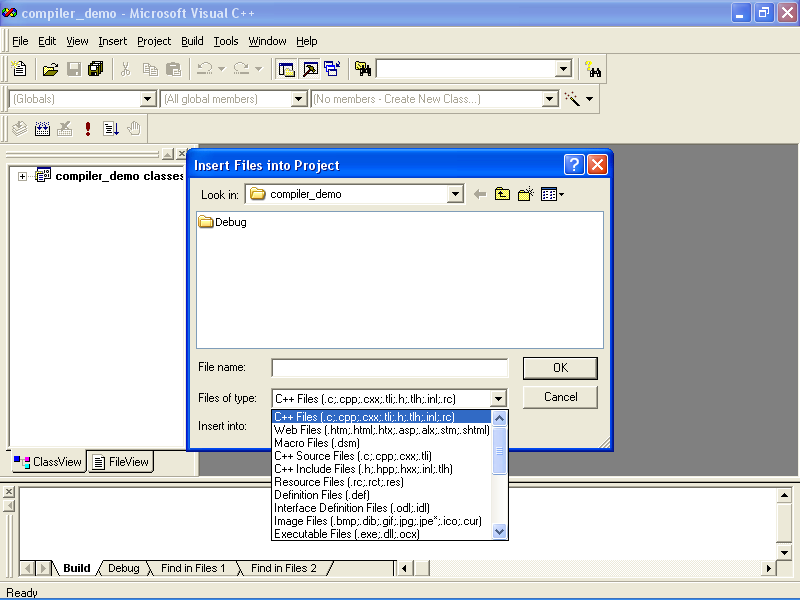 compiler_demo - Microsoft Visual C++
File Edit View Insert Project Build Tools Window Help
(Globals) (All global members) (No members - Create New Class...)
Insert Files into Project
compiler_demo classes
Look in: compiler_demo
Debug
File name: OK
Files of type: C++ Files (.c;.cpp;.cxx;.tli;.h;.tlh;.inl;.rc) Cancel
Insert into:
C++ Files (.c;.cpp;.cxx;.tli;.h;.tlh;.inl;.rc)
Web Files (.htm;.html;.htx;.asp;.alx;.stm;.shtml)
Macro Files (.dsm)
C++ Source Files (.c;.cpp;.cxx;.tli)
C++ Include Files (.h;.hpp;.hxx;.inl;.tlh)
Resource Files (.rc;.rct;.res)
Definition Files (.def)
Interface Definition Files (.odl;.idl)
Image Files (.bmp;.dib;.gif;.jpg;.jpe*;.ico;.cur)
Executable Files (.exe;.dll;.ocx)
ClassView FileView
Build Debug Find in Files 1 Find in Files 2
Ready